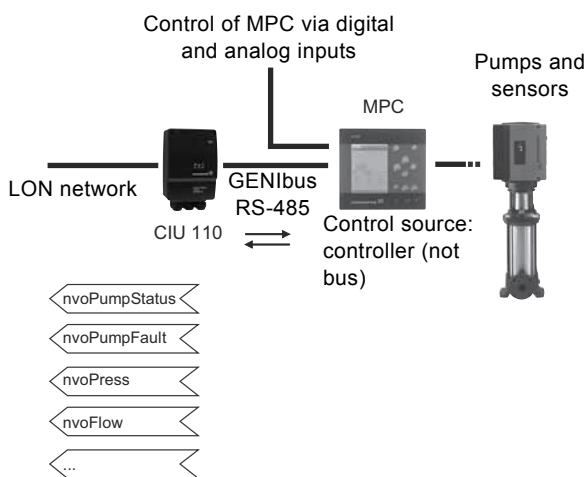 Control of MPC via digital
and analog inputs
Pumps and
sensors
MPC
LON network
GENIbus
RS-485
CIU 110
Control source:
controller (not
bus)
nvoPumpStatus
nvoPumpFault
nvoPress
nvoFlow
...